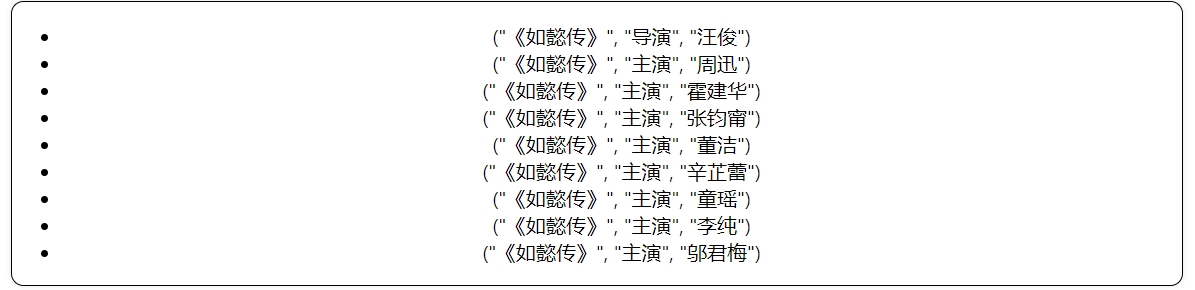 ("《如懿传》", "导演", "汪俊")
("《如懿传》", "主演", "周迅")
("《如懿传》", "主演", "霍建华")
("《如懿传》", "主演", "张钧甯")
("《如懿传》", "主演", "董洁")
("《如懿传》", "主演", "辛芷蕾")
("《如懿传》", "主演", "童瑶")
("《如懿传》", "主演", "李纯")
("《如懿传》", "主演", "邬君梅")